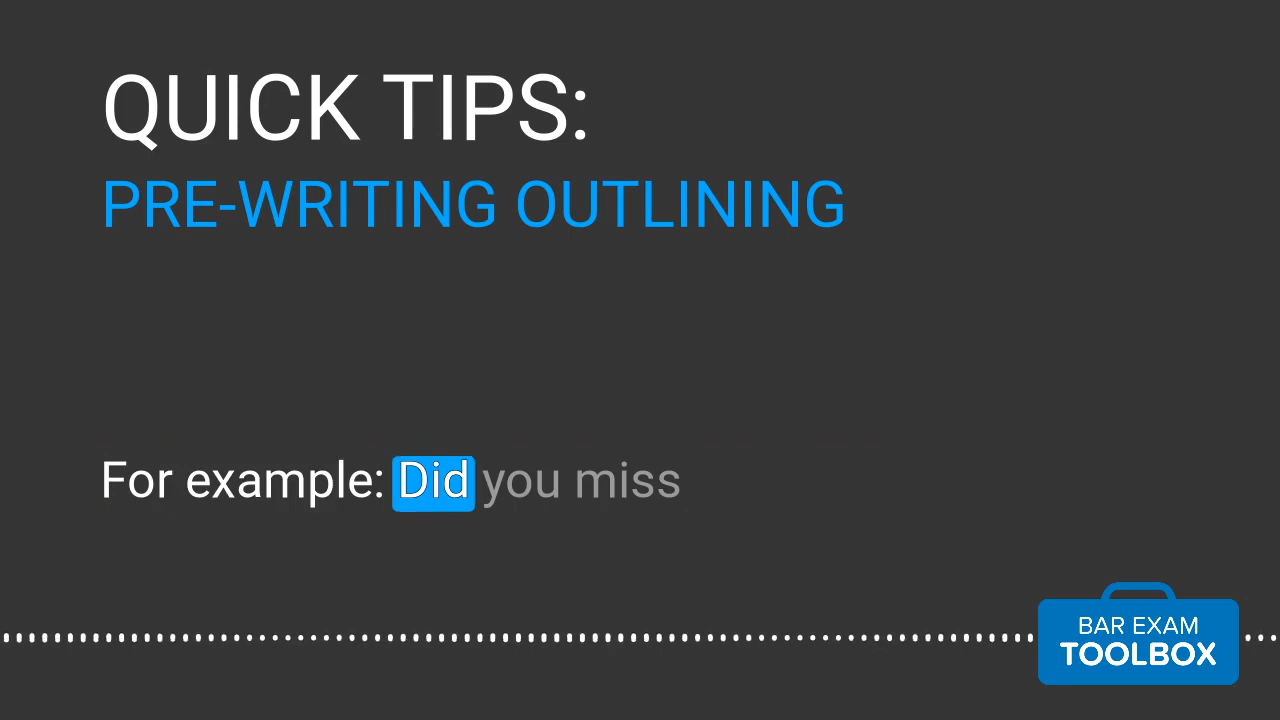 QUICK TIPS:
PRE-WRITING OUTLINING
For example: Did you miss
BAR EXAM
TOOLBOX